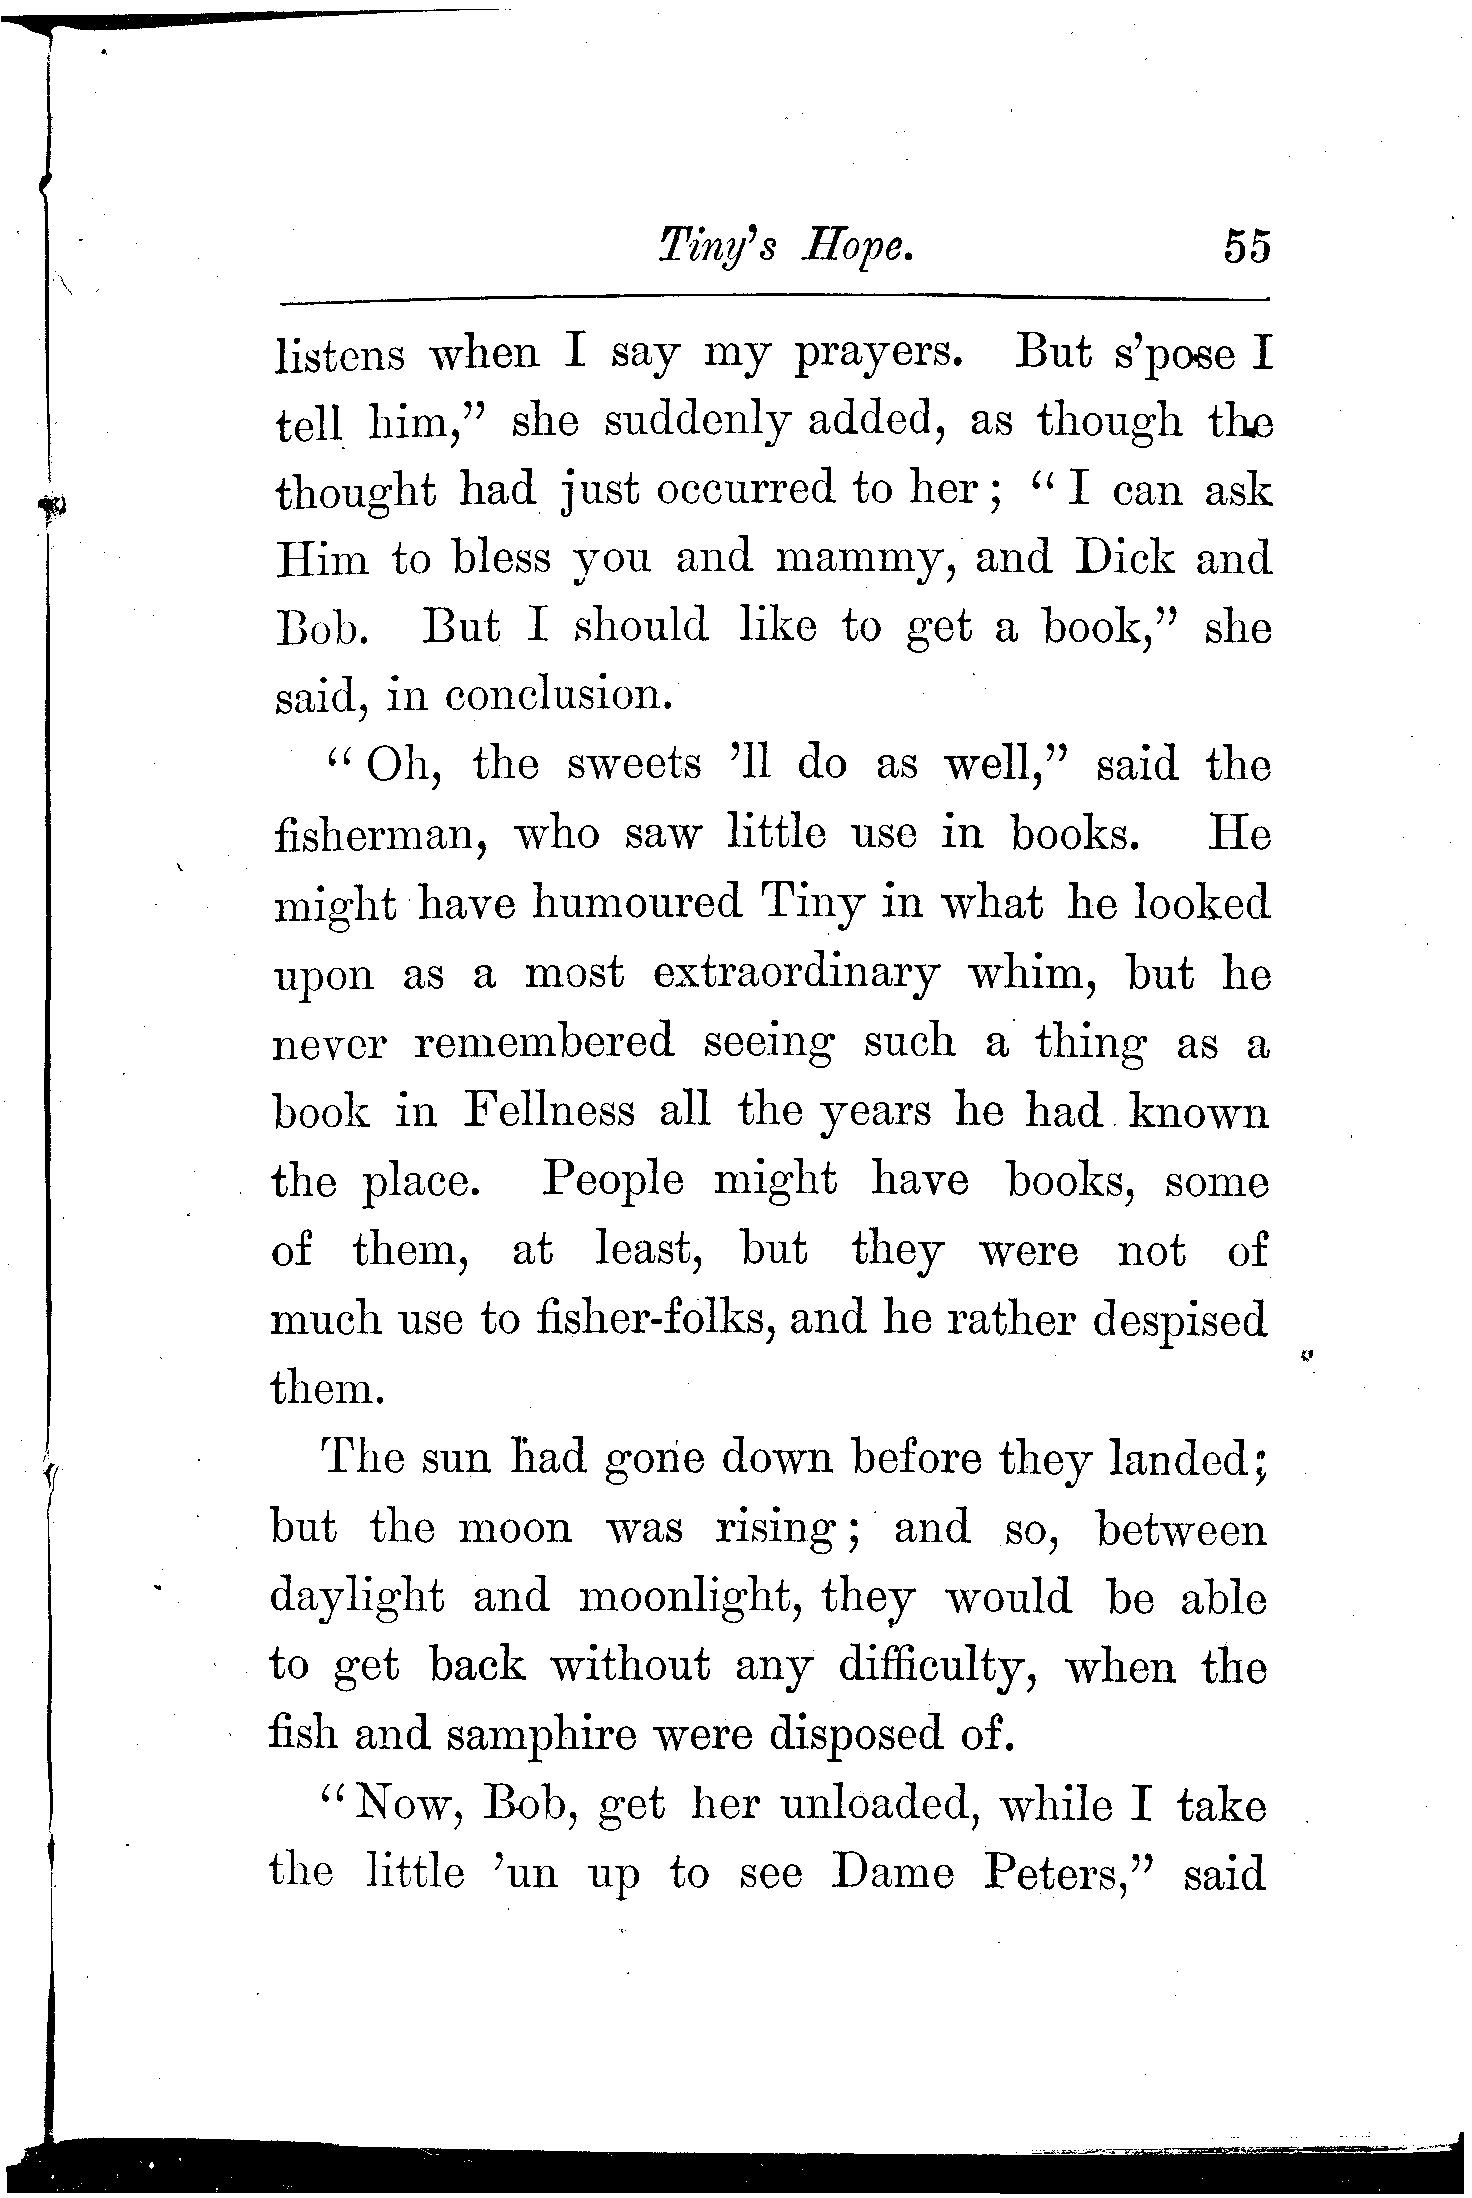 Tiny's Hope. 55
listens when I say my prayers. But s'pose I
tell him,” she suddenly added, as though the
thought had just occurred to her; “I can ask
Him to bless you and mammy, and Dick and
Bob. But I should like to get a book,” she
said, in conclusion.
“Oh, the sweets ’ll do as well,” said the
fisherman, who saw little use in books. He
might have humoured Tiny in what he looked
upon as a most extraordinary whim, but he
never remembered seeing such a thing as a
book in Fellness all the years he had known
the place. People might have books, some
of them, at least, but they were not of
much use to fisher-folks, and he rather despised
them.
The sun had gone down before they landed;
but the moon was rising; and so, between
daylight and moonlight, they would be able
to get back without any difficulty, when the
fish and samphire were disposed of.
“Now, Bob, get her unloaded, while I take
the little ’un up to see Dame Peters,” said